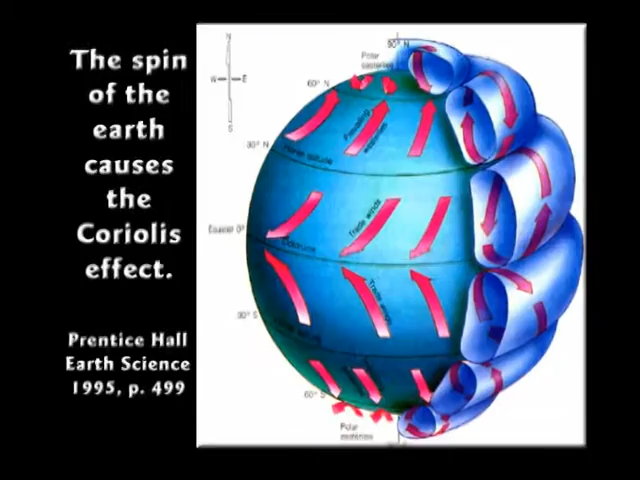 The spin
of the
earth
causes
the
Coriolis
effect.
Prentice Hall
Earth Science
1995, p. 499
N
W E
S
90° N
Polar
easterlies
60° N
Prevailing
westerlies
30° N
Horse latitude
Trade winds
Equator 0°
Doldrums
Trade winds
30° S
60° S
Polar
easterlies